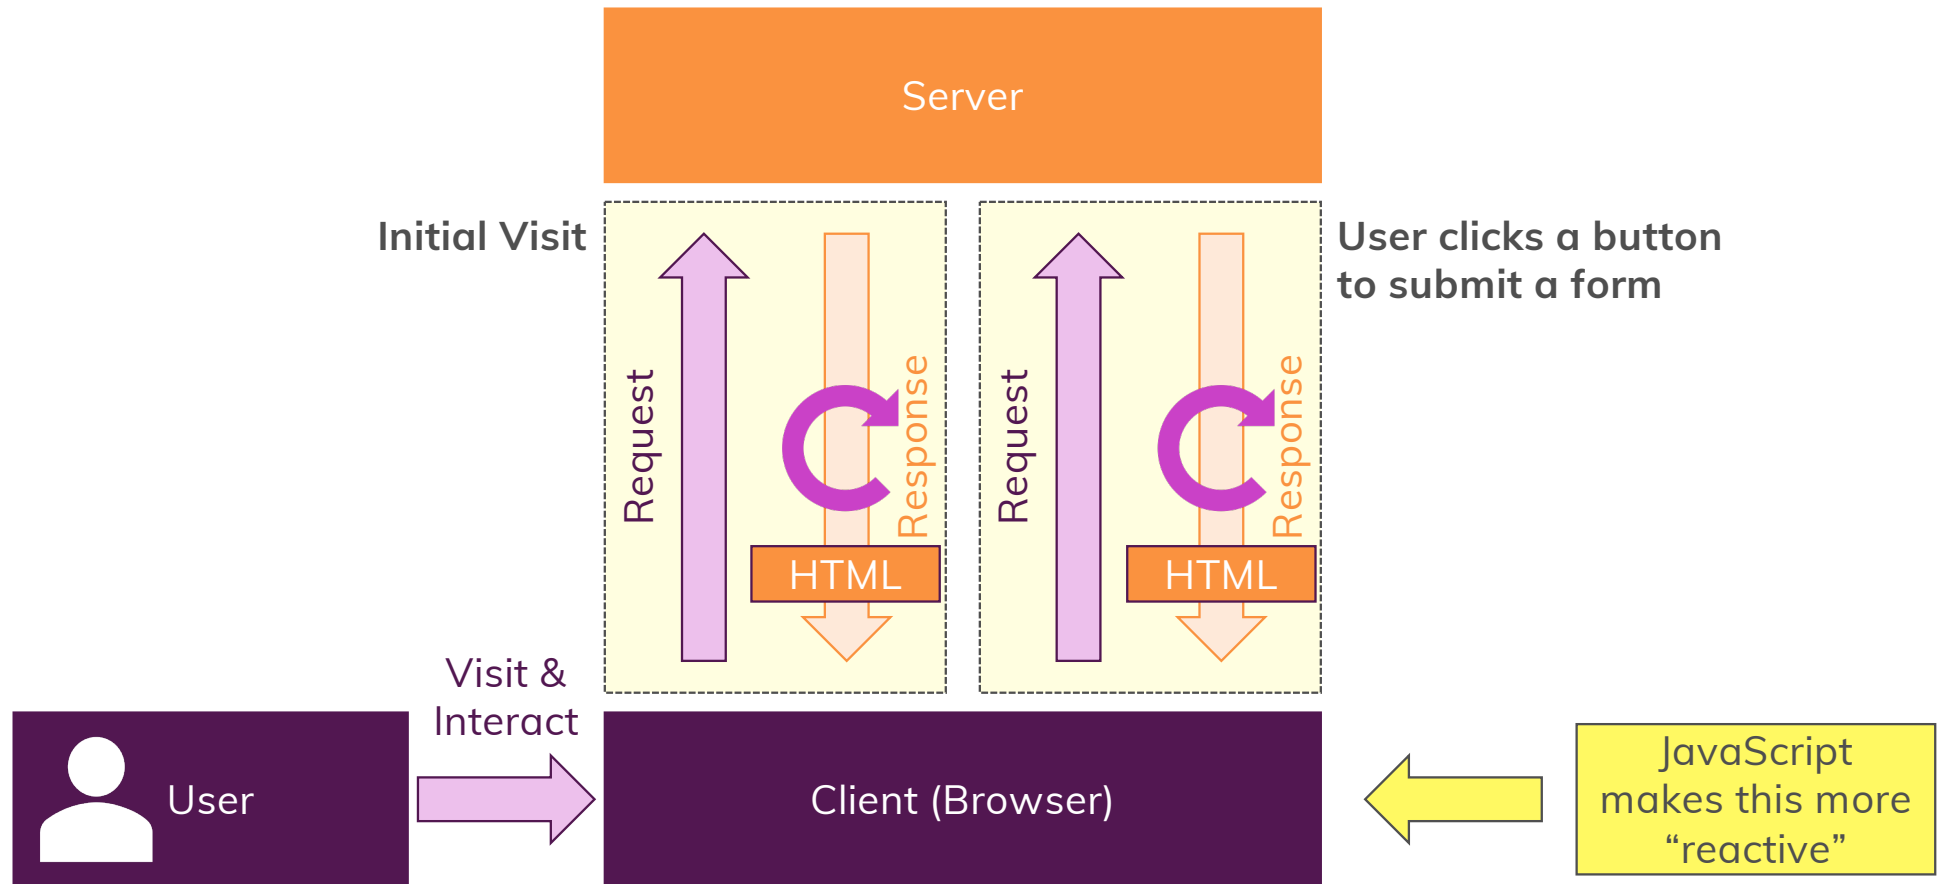 Server
Initial Visit
User clicks a button
to submit a form
Request
Response
HTML
Request
Response
HTML
Visit &
Interact
User
Client (Browser)
JavaScript
makes this more
“reactive”